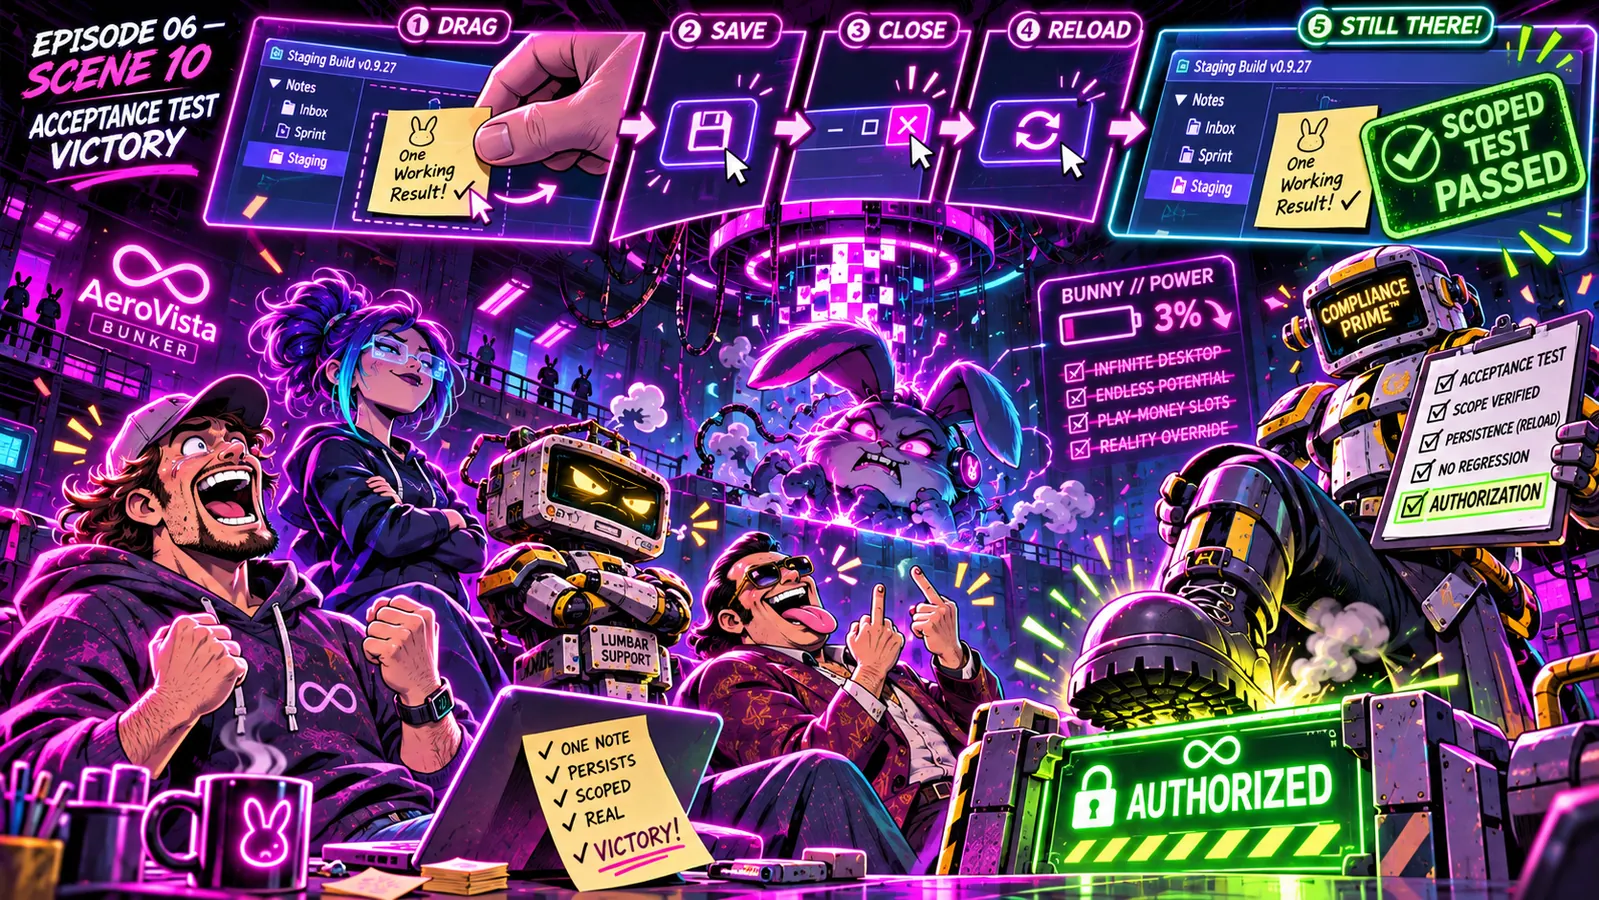 EPISODE 06 –
SCENE 10
ACCEPTANCE TEST
VICTORY
1 DRAG
Staging Build v0.9.27
Notes
Inbox
Sprint
Staging
One
Working
Result! ✓
2 SAVE
3 CLOSE
4 RELOAD
5 STILL THERE!
Staging Build v0.9.27
Notes
Inbox
Sprint
Staging
One
Working
Result! ✓
SCOPED
TEST
PASSED
AeroVista
BUNKER
BUNNY // POWER
3%
INFINITE DESKTOP
ENDLESS POTENTIAL
PLAY-MONEY SLOTS
REALITY OVERRIDE
COMPLIANCE
PRIME™
ACCEPTANCE TEST
SCOPE VERIFIED
PERSISTENCE (RELOAD)
NO REGRESSION
AUTHORIZATION
LUMBAR
SUPPORT
✓ ONE NOTE
✓ PERSISTS
✓ SCOPED
✓ REAL
✓ VICTORY!
AUTHORIZED